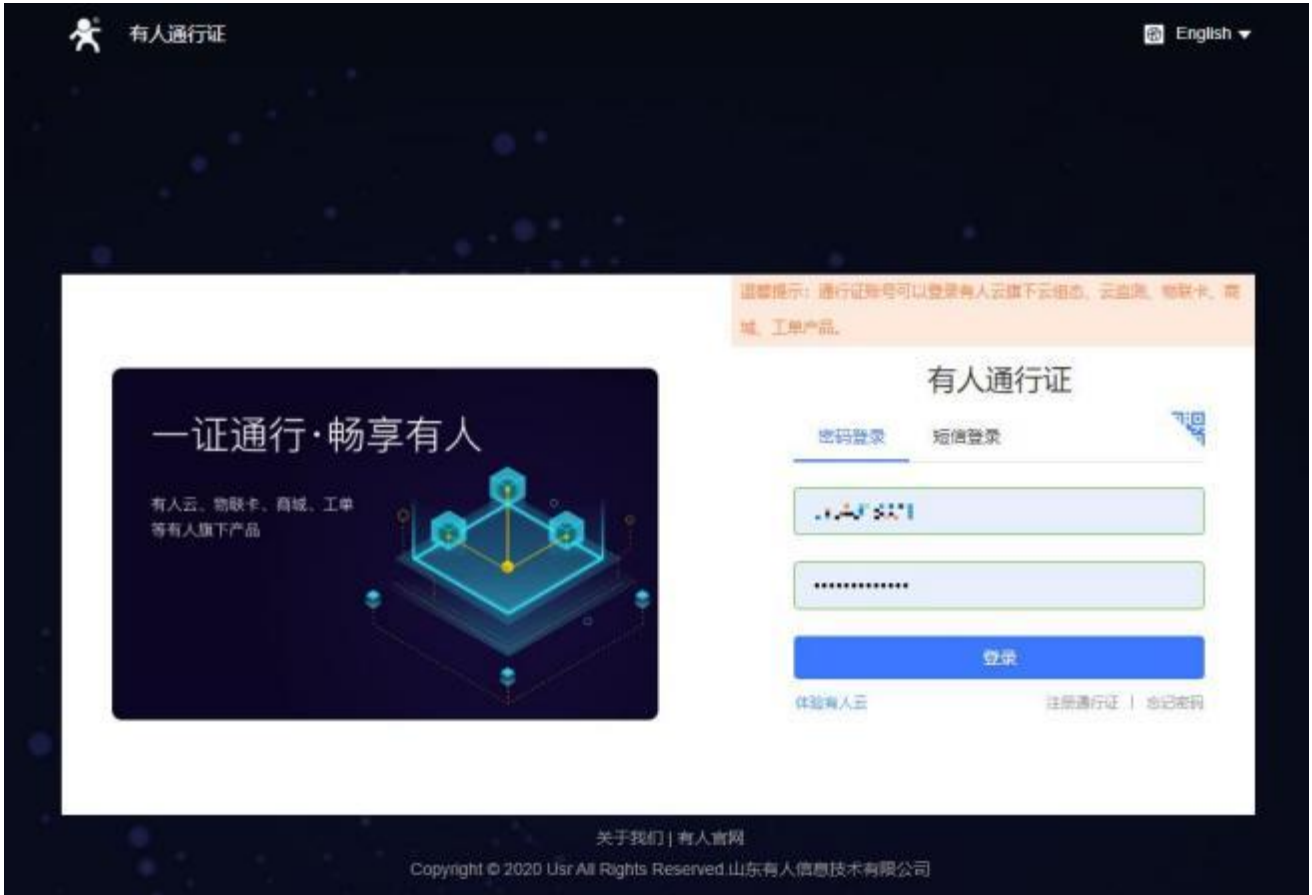 有人通行证
English
温馨提示：通行证账号可以登录有人云旗下云组态、云监测、物联卡、商
城、工单产品。
一证通行·畅享有人
有人云、物联卡、商城、工单
等有人旗下产品
有人通行证
密码登录 短信登录
•••••••••••••
登录
体验有人云 注册通行证 | 忘记密码
关于我们 | 有人官网
Copyright © 2020 Usr All Rights Reserved.山东有人信息技术有限公司